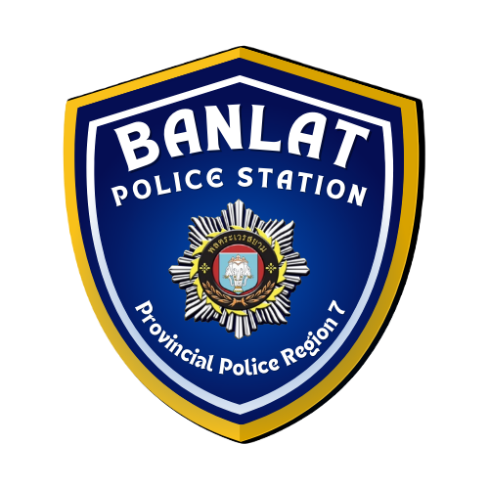 BANLAT
POLICE STATION
Provincial Police Region 7